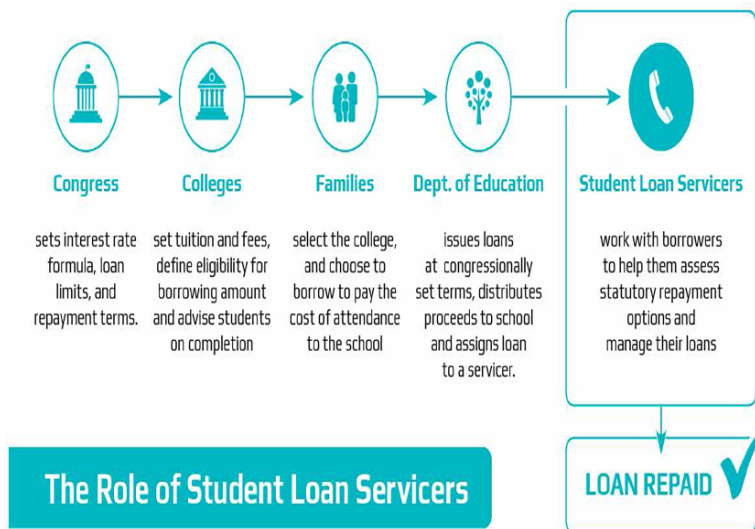 Congress
sets interest rate
formula, loan
limits, and
repayment terms.
Colleges
set tuition and fees,
define eligibility for
borrowing amount
and advise students
on completion
Families
select the college,
and choose to
borrow to pay the
cost of attendance
to the school
Dept. of Education
issues loans
at congressionally
set terms, distributes
proceeds to school
and assigns loan
to a servicer.
Student Loan Servicers
work with borrowers
to help them assess
statutory repayment
options and
manage their loans
The Role of Student Loan Servicers
LOAN REPAID